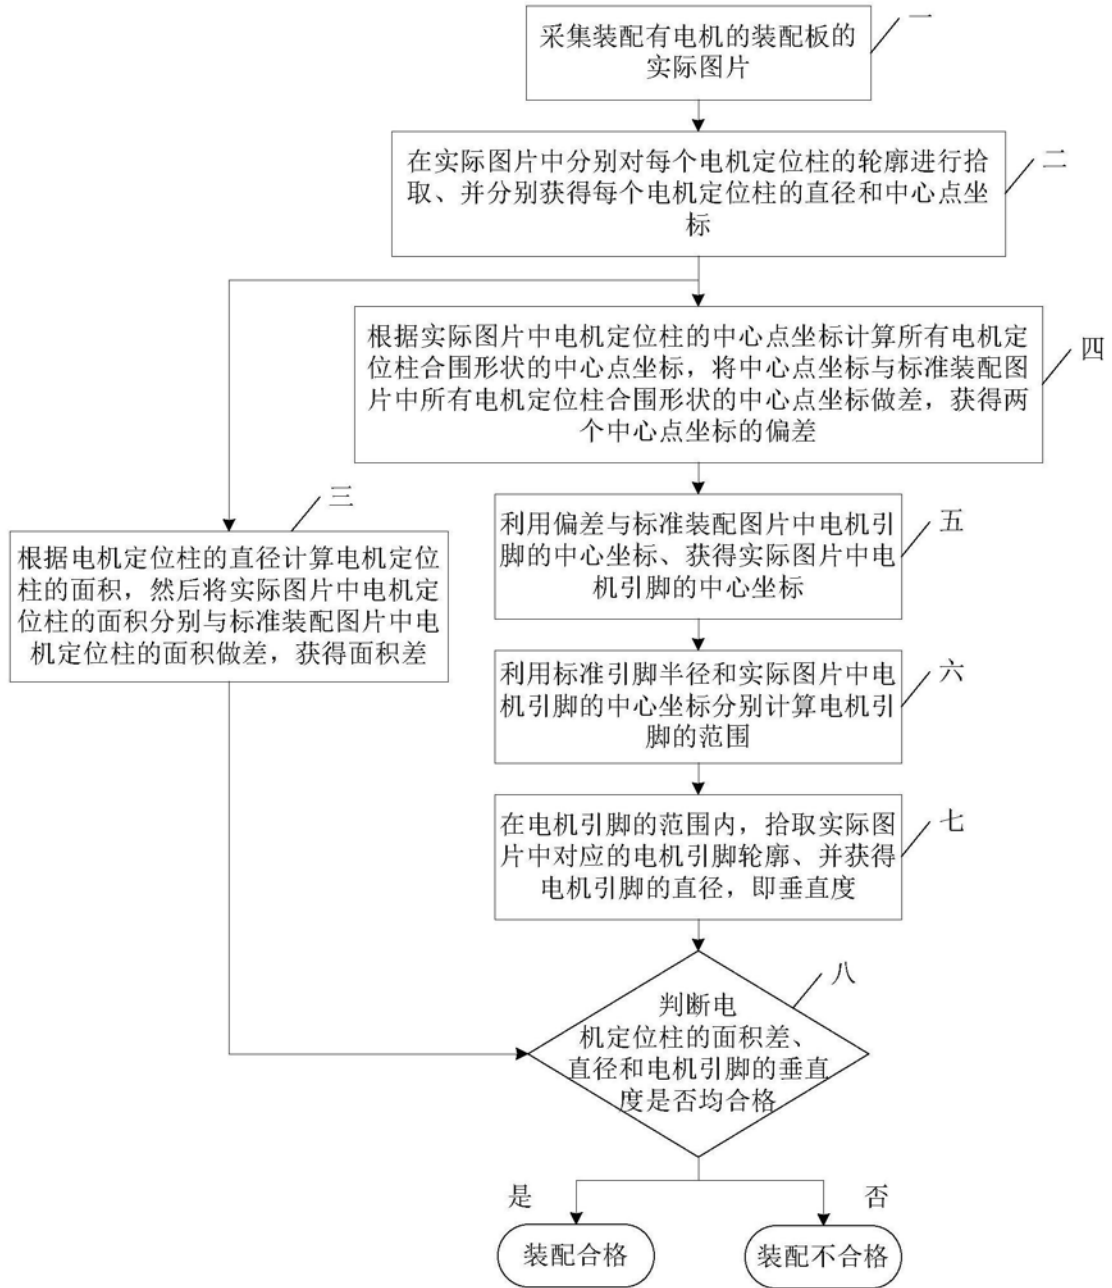 采集装配有电机的装配板的
实际图片
一
在实际图片中分别对每个电机定位柱的轮廓进行拾
取、并分别获得每个电机定位柱的直径和中心点坐
标
二
根据实际图片中电机定位柱的中心点坐标计算所有电机定
位柱合围形状的中心点坐标，将中心点坐标与标准装配图
片中所有电机定位柱合围形状的中心点坐标做差，获得两
个中心点坐标的偏差
四
三
根据电机定位柱的直径计算电机定位
柱的面积，然后将实际图片中电机定
位柱的面积分别与标准装配图片中电
机定位柱的面积做差，获得面积差
利用偏差与标准装配图片中电机引
脚的中心坐标、获得实际图片中电
机引脚的中心坐标
五
利用标准引脚半径和实际图片中电
机引脚的中心坐标分别计算电机引
脚的范围
六
在电机引脚的范围内，拾取实际图
片中对应的电机引脚轮廓、并获得
电机引脚的直径，即垂直度
七
判断电
机定位柱的面积差、
直径和电机引脚的垂直
度是否均合格
八
是
否
装配合格
装配不合格